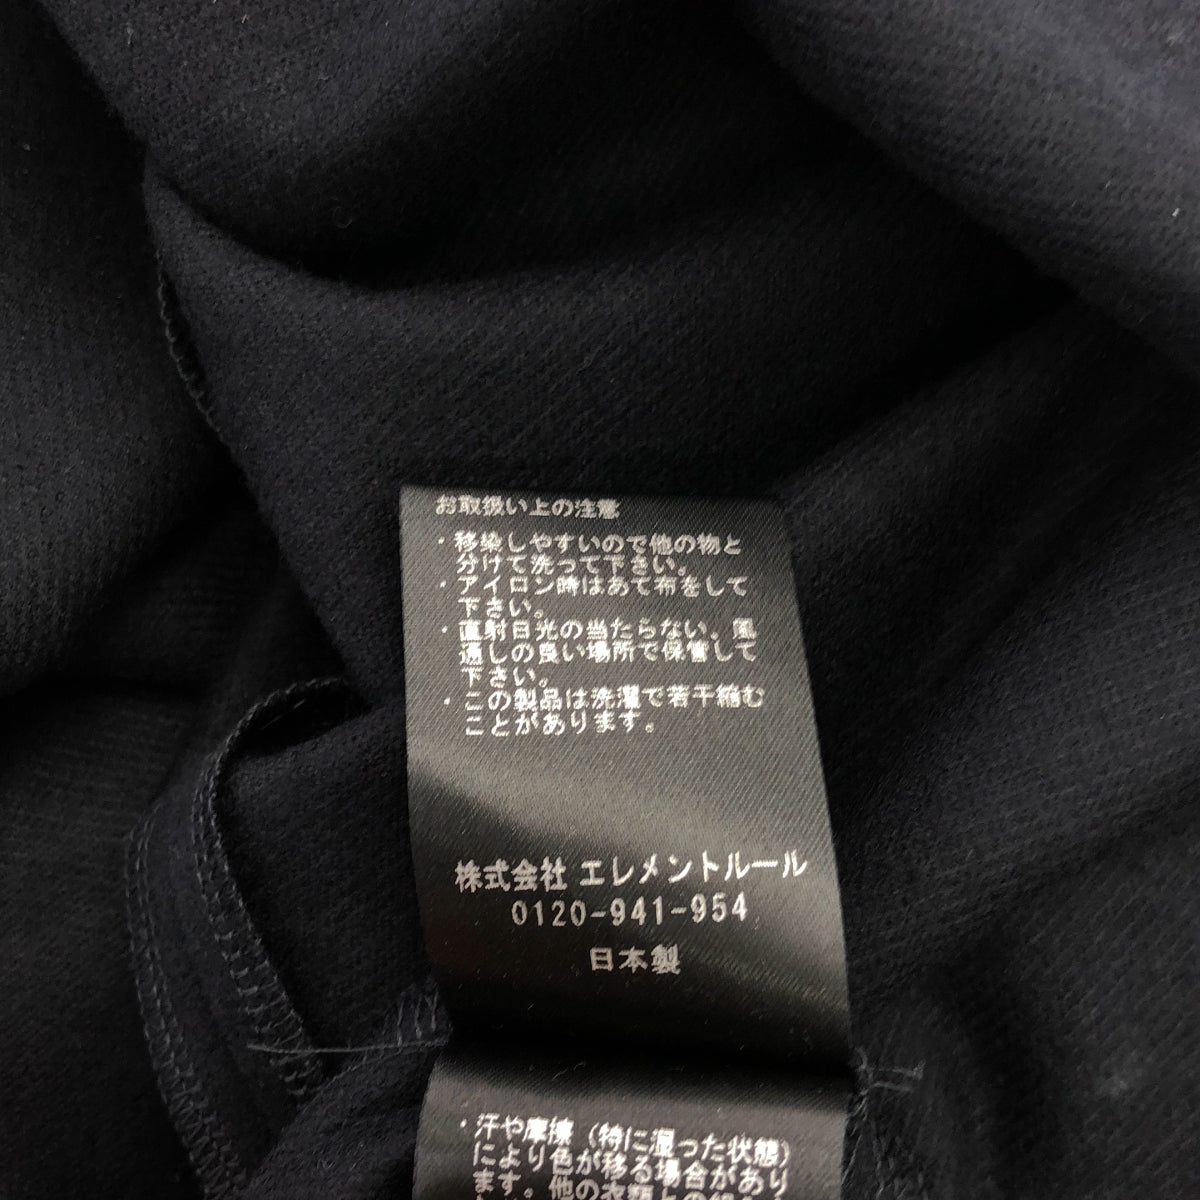 お取扱い上の注意
・移染しやすいので他の物と
分けて洗って下さい。
・アイロン時はあて布をして
下さい。
・直射日光の当たらない、風
通しの良い場所で保管して
下さい。
・この製品は洗濯で若干縮む
ことがあります。
株式会社 エレメントルール
0120-941-954
日本製
・汗や摩擦(特に湿った状態)
により色が移る場合があり
ます。他の衣類との